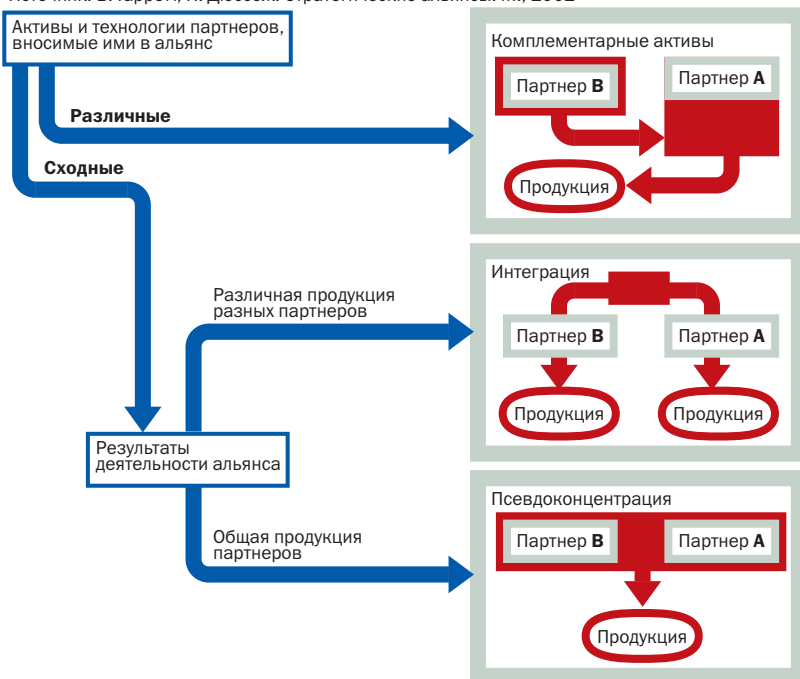 Активы и технологии партнеров,
вносимые ими в альянс
Различные
Сходные
Комплементарные активы
Партнер B
Партнер A
Продукция
Различная продукция
разных партнеров
Интеграция
Партнер B
Партнер A
Продукция
Продукция
Результаты
деятельности альянса
Общая продукция
партнеров
Псевдоконцентрация
Партнер B
Партнер A
Продукция